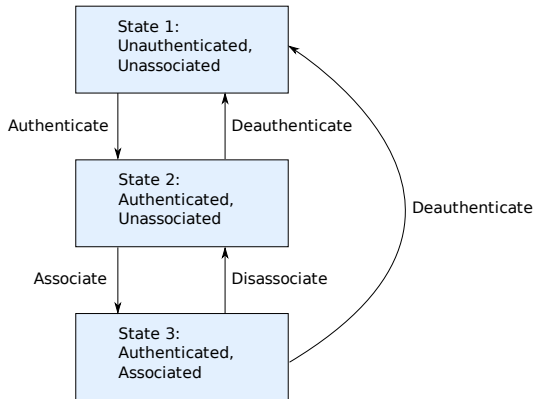 State 1:
Unauthenticated,
Unassociated
Authenticate
Deauthenticate
State 2:
Authenticated,
Unassociated
Deauthenticate
Associate
Disassociate
State 3:
Authenticated,
Associated